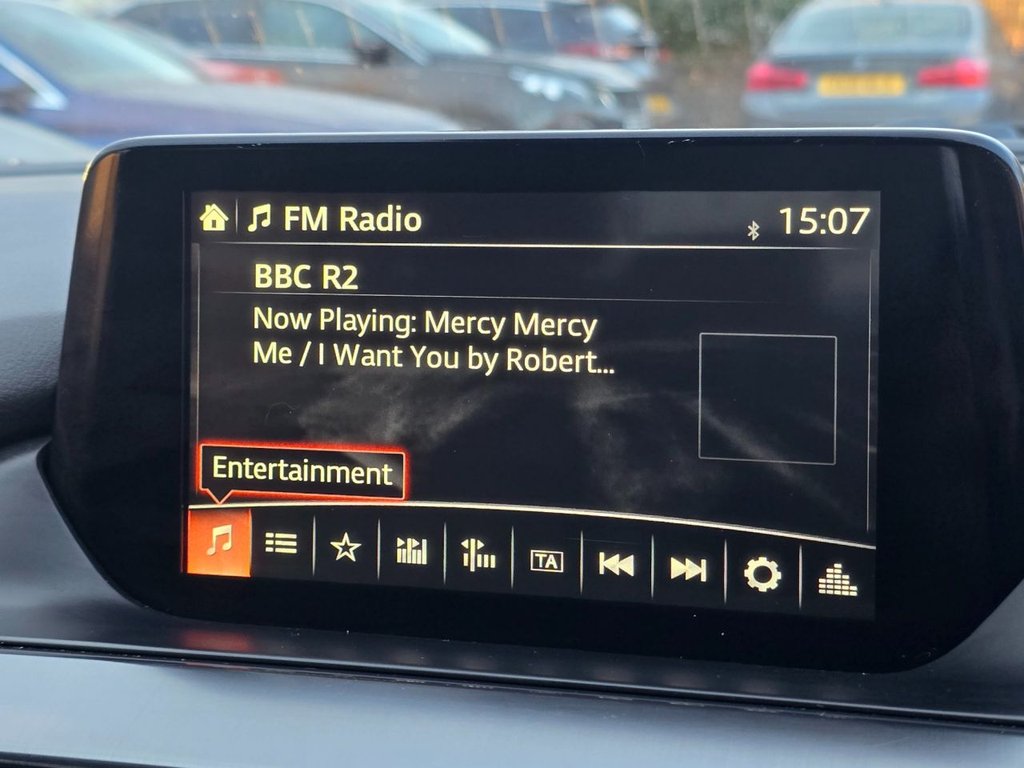 FM Radio
15:07
BBC R2
Now Playing: Mercy Mercy
Me / I Want You by Robert...
Entertainment
TA